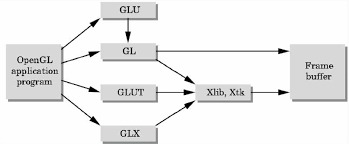 GLU
OpenGL
application
program
GL
GLUT
GLX
Xlib, Xtk
Frame
buffer